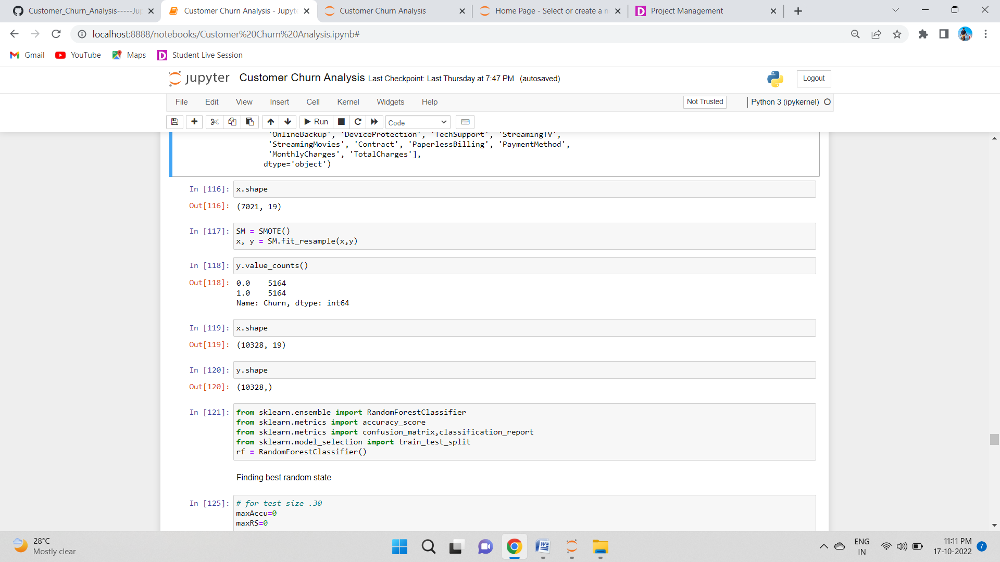 Customer_Churn_Analysis-----Jup
Customer Churn Analysis - Jupyte
Customer Churn Analysis
Home Page - Select or create a n
Project Management
localhost:8888/notebooks/Customer%20Churn%20Analysis.ipynb#
Gmail
YouTube
Maps
Student Live Session
jupyter
Customer Churn Analysis Last Checkpoint: Last Thursday at 7:47 PM (autosaved)
Logout
File Edit View Insert Cell Kernel Widgets Help
Not Trusted
Python 3 (ipykernel)
Run
Code
'OnlineBackup', 'DeviceProtection', 'TechSupport', 'StreamingTV',
'StreamingMovies', 'Contract', 'PaperlessBilling', 'PaymentMethod',
'MonthlyCharges', 'TotalCharges'],
dtype='object')
In [116]: x.shape
Out[116]: (7021, 19)
In [117]: SM = SMOTE()
x, y = SM.fit_resample(x,y)
In [118]: y.value_counts()
Out[118]: 0.0    5164
1.0    5164
Name: Churn, dtype: int64
In [119]: x.shape
Out[119]: (10328, 19)
In [120]: y.shape
Out[120]: (10328,)
In [121]: from sklearn.ensemble import RandomForestClassifier
from sklearn.metrics import accuracy_score
from sklearn.metrics import confusion_matrix,classification_report
from sklearn.model_selection import train_test_split
rf = RandomForestClassifier()
Finding best random state
In [125]: # for test size .30
maxAccu=0
maxRS=0
28°C
Mostly clear
ENG
IN
11:11 PM
17-10-2022
7